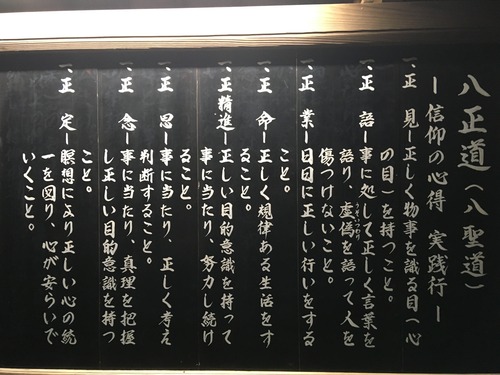 八正道(八聖道)
ー信仰の心得 実践行ー
一、正 見ー正しく物事を識る目(心
の目)を持つこと。
一、正 語ー事に処して正しく言葉を
語り、虚偽を語って人を
傷つけないこと。
一、正 業ー日日に正しい行いをする
こと。
一、正 命ー正しく規律ある生活をす
ること。
一、正精進ー正しい目的意識を持って
事に当たり、努力し続け
ること。
一、正 思ー事に当たり、正しく考え
判断すること。
一、正 念ー事に当たり、真理を把握
し正しい目的意識を持つ
こと。
一、正 定ー瞑想により正しい心の統
一を図り、心が安らいで
いくこと。